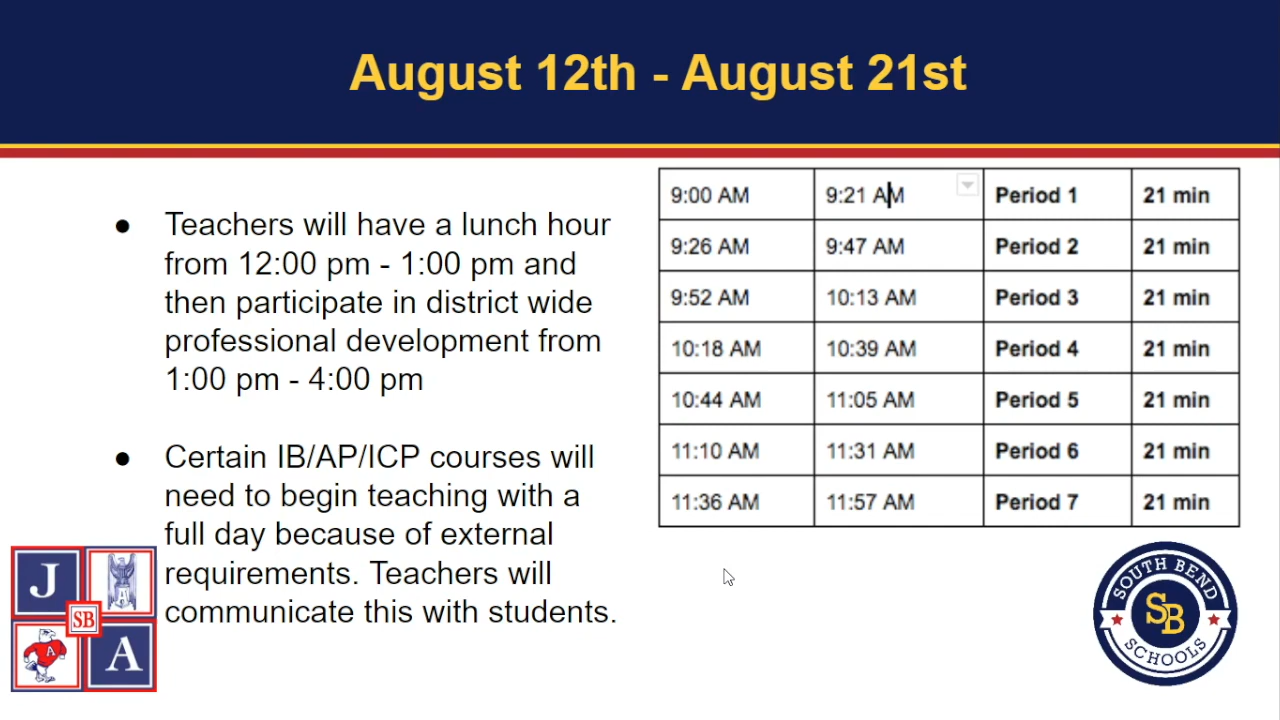 August 12th - August 21st
● Teachers will have a lunch hour
from 12:00 pm - 1:00 pm and
then participate in district wide
professional development from
1:00 pm - 4:00 pm
● Certain IB/AP/ICP courses will
need to begin teaching with a
full day because of external
requirements. Teachers will
communicate this with students.
9:00 AM 9:21 AM Period 1 21 min
9:26 AM 9:47 AM Period 2 21 min
9:52 AM 10:13 AM Period 3 21 min
10:18 AM 10:39 AM Period 4 21 min
10:44 AM 11:05 AM Period 5 21 min
11:10 AM 11:31 AM Period 6 21 min
11:36 AM 11:57 AM Period 7 21 min
J
A
SB
A
A
SOUTH BEND
SB
SCHOOLS